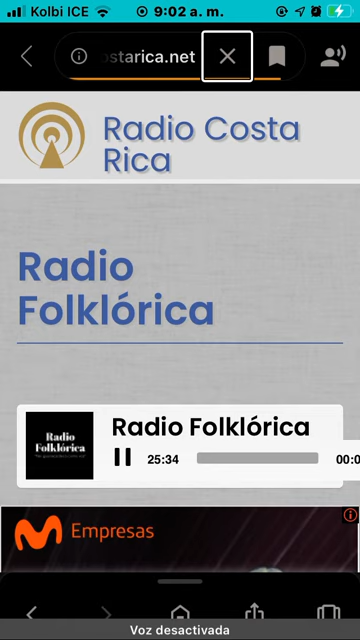 Kolbi ICE 9:02 a. m.
ostarica.net
Radio Costa
Rica
Radio
Folklórica
Radio
Folklórica
Radio Folklórica
25:34
00:0
Empresas
Voz desactivada